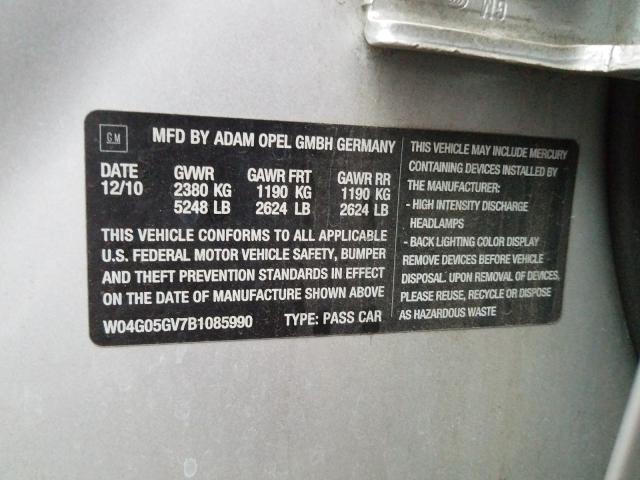 GM
MFD BY ADAM OPEL GMBH GERMANY
DATE GVWR GAWR FRT GAWR RR
12/10 2380 KG 1190 KG 1190 KG
5248 LB 2624 LB 2624 LB
THIS VEHICLE CONFORMS TO ALL APPLICABLE
U.S. FEDERAL MOTOR VEHICLE SAFETY, BUMPER
AND THEFT PREVENTION STANDARDS IN EFFECT
ON THE DATE OF MANUFACTURE SHOWN ABOVE
W04G05GV7B1085990 TYPE: PASS CAR
THIS VEHICLE MAY INCLUDE MERCURY
CONTAINING DEVICES INSTALLED BY
THE MANUFACTURER:
- HIGH INTENSITY DISCHARGE
HEADLAMPS
- BACK LIGHTING COLOR DISPLAY
REMOVE DEVICES BEFORE VEHICLE
DISPOSAL. UPON REMOVAL OF DEVICES,
PLEASE REUSE, RECYCLE OR DISPOSE
AS HAZARDOUS WASTE
GM